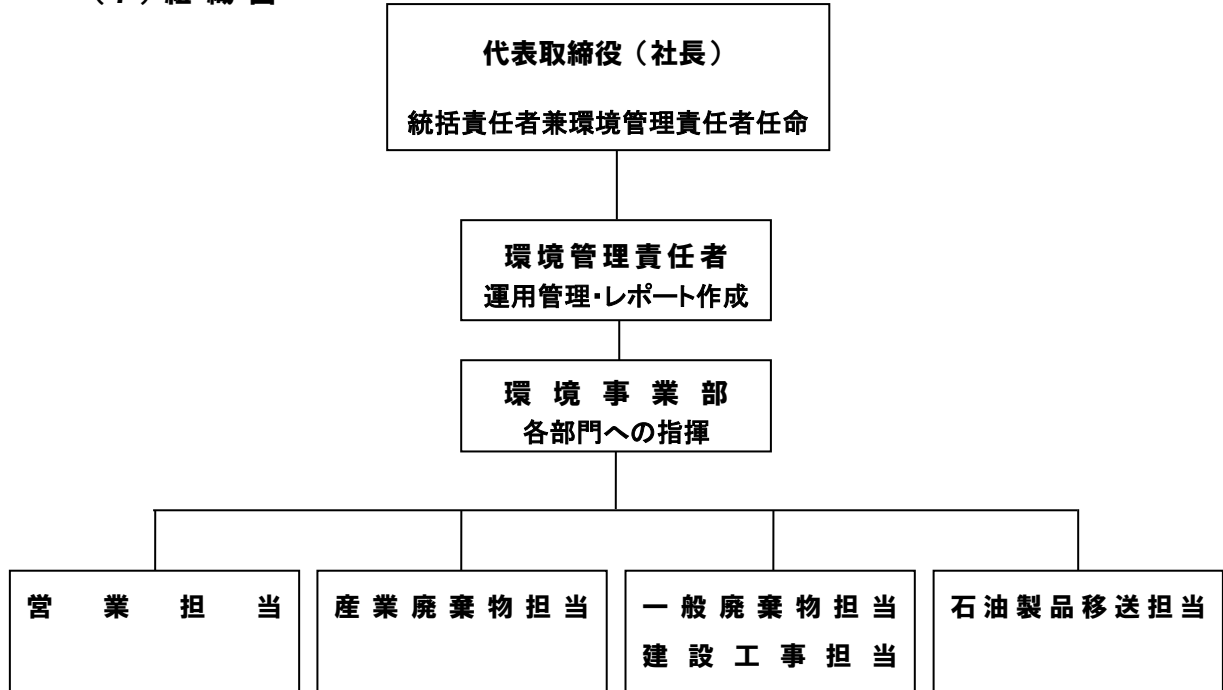 組織図
代表取締役（社長）
統括責任者兼環境管理責任者任命
環境管理責任者
運用管理・レポート作成
環境事業部
各部門への指揮
営業担当
産業廃棄物担当
一般廃棄物担当
建設工事担当
石油製品移送担当